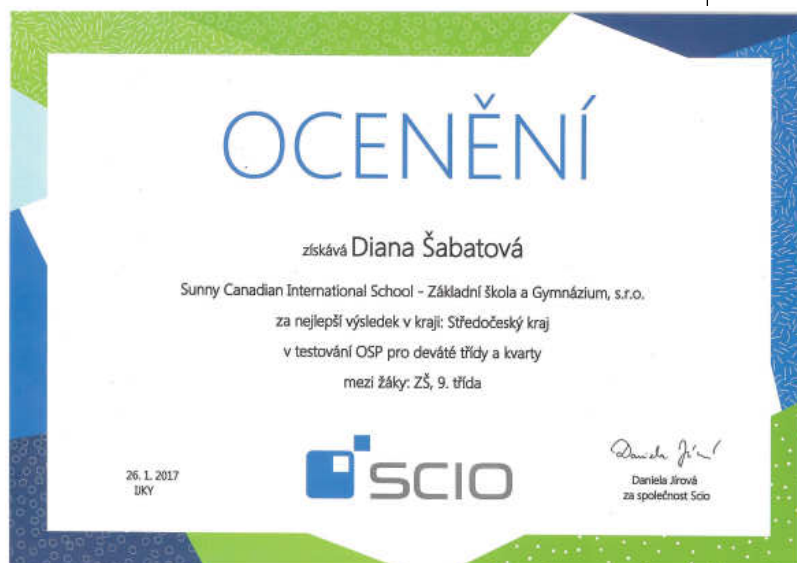 OCENĚNÍ
získává Diana Šabatová
Sunny Canadian International School - Základní škola a Gymnázium, s.r.o.
za nejlepší výsledek v kraji: Středočeský kraj
v testování OSP pro deváté třídy a kvarty
mezi žáky: ZŠ, 9. třída
26. 1. 2017
IJKY
SCIO
Daniela Jírová
Daniela Jírová
za společnost Scio